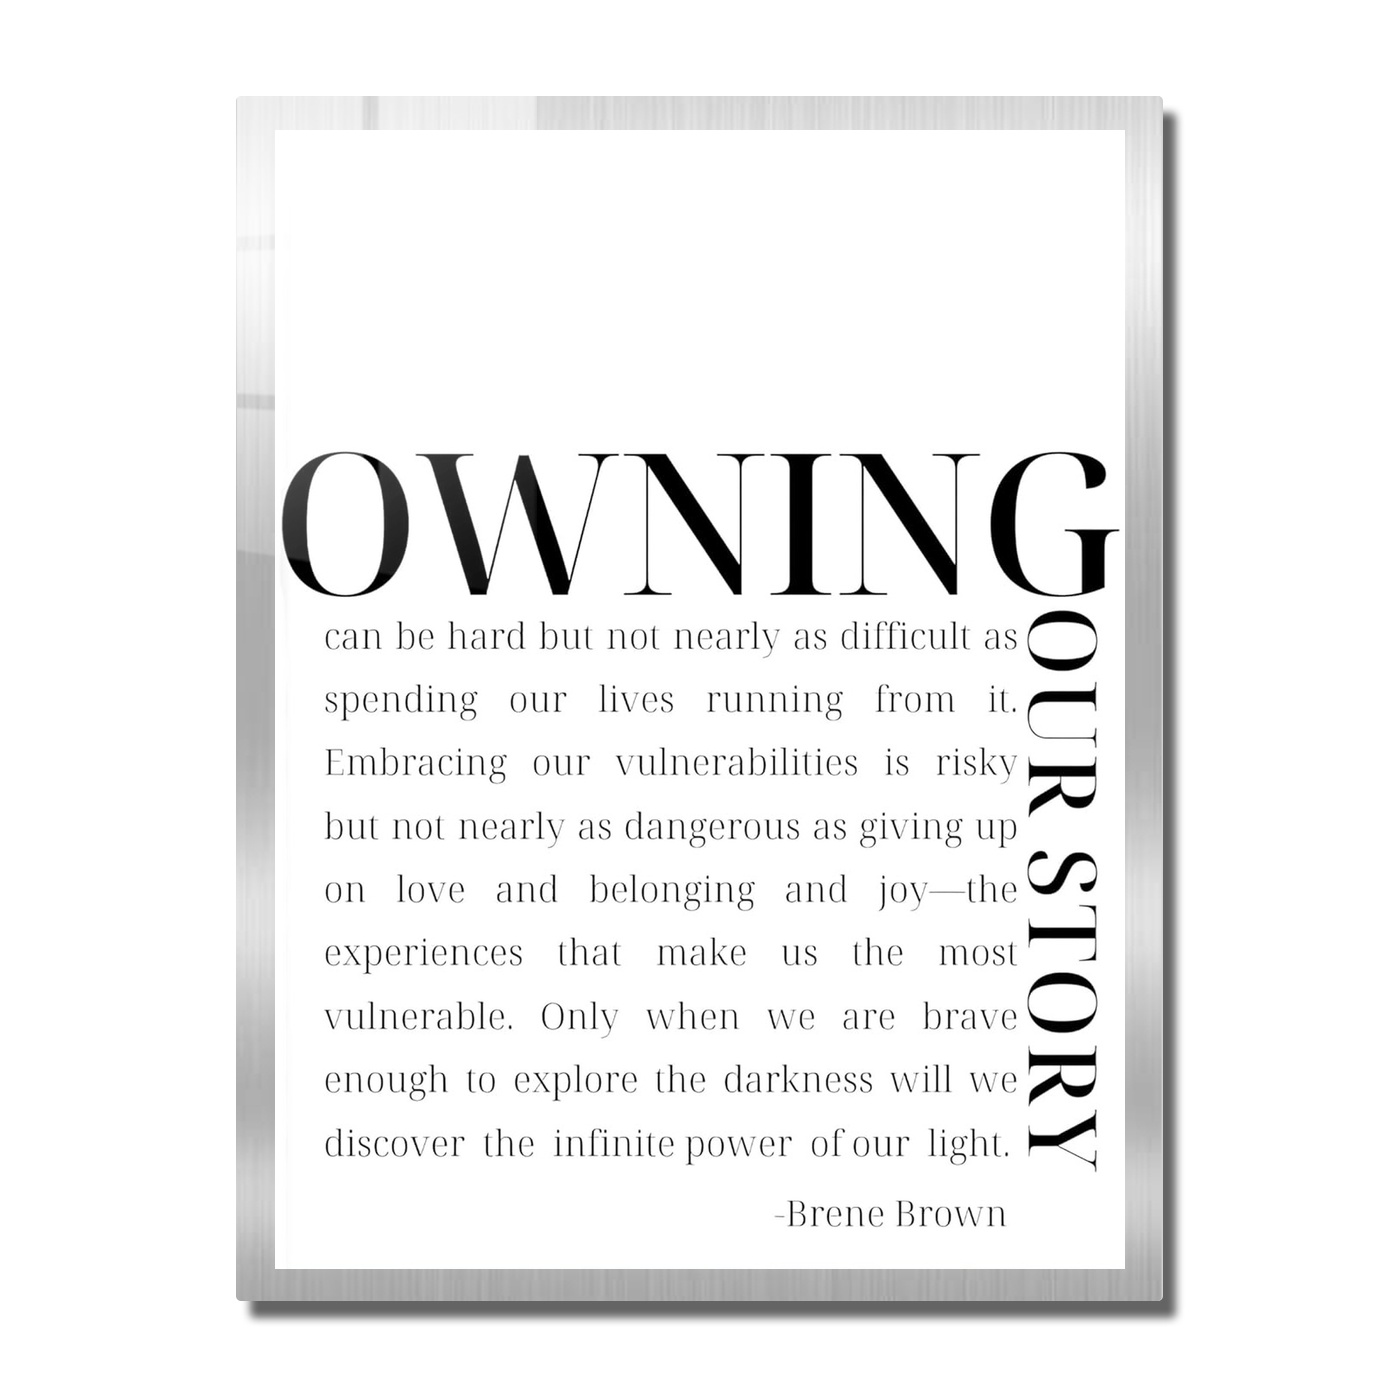 OWNING
OUR STORY
can be hard but not nearly as difficult as
spending our lives running from it.
Embracing our vulnerabilities is risky
but not nearly as dangerous as giving up
on love and belonging and joy—the
experiences that make us the most
vulnerable. Only when we are brave
enough to explore the darkness will we
discover the infinite power of our light.
-Brene Brown